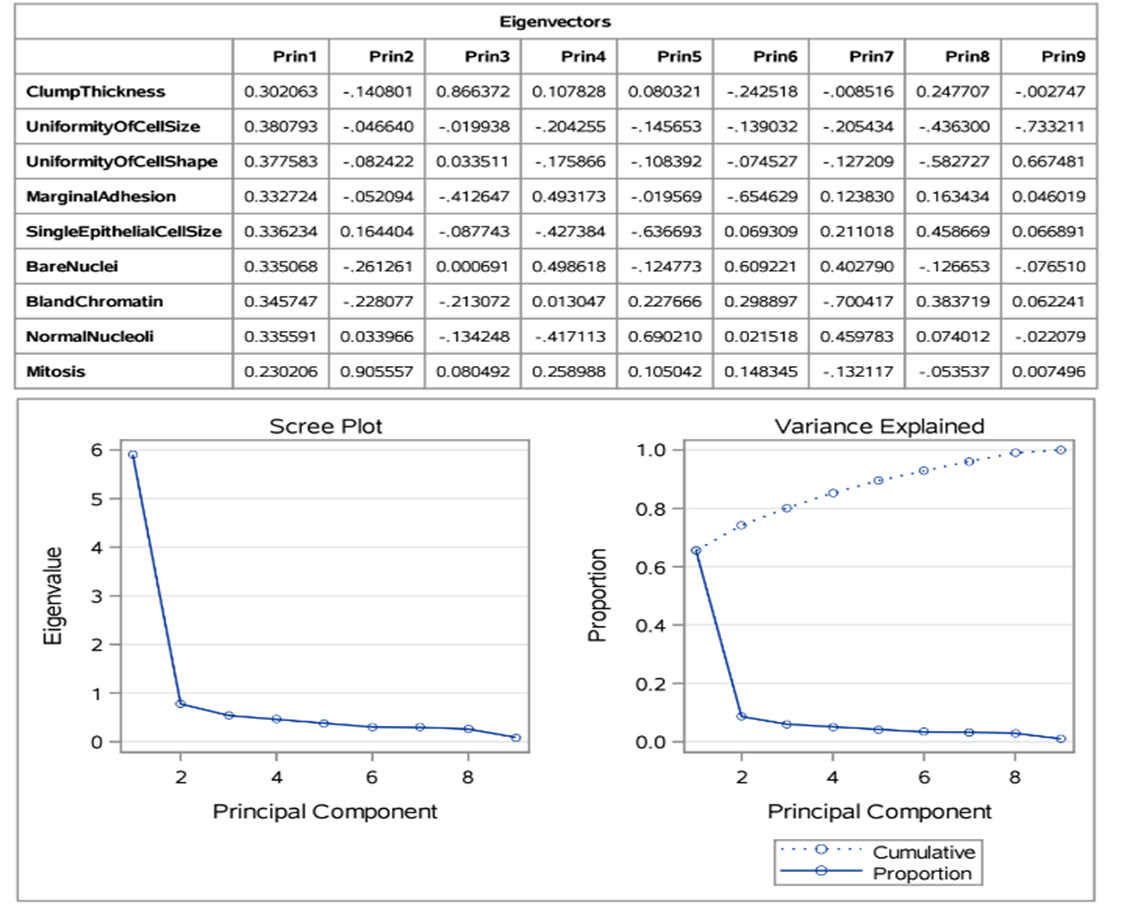 Eigenvectors
Prin1 Prin2 Prin3 Prin4 Prin5 Prin6 Prin7 Prin8 Prin9
ClumpThickness 0.302063 -.140801 0.866372 0.107828 0.080321 -.242518 -.008516 0.247707 -.002747
UniformityOfCellSize 0.380793 -.046640 -.019938 -.204255 -.145653 -.139032 -.205434 -.436300 -.733211
UniformityOfCellShape 0.377583 -.082422 0.033511 -.175866 -.108392 -.074527 -.127209 -.582727 0.667481
MarginalAdhesion 0.332724 -.052094 -.412647 0.493173 -.019569 -.654629 0.123830 0.163434 0.046019
SingleEpithelialCellSize 0.336234 0.164404 -.087743 -.427384 -.636693 0.069309 0.211018 0.458669 0.066891
BareNuclei 0.335068 -.261261 0.000691 0.498618 -.124773 0.609221 0.402790 -.126653 -.076510
BlandChromatin 0.345747 -.228077 -.213072 0.013047 0.227666 0.298897 -.700417 0.383719 0.062241
NormalNucleoli 0.335591 0.033966 -.134248 -.417113 0.690210 0.021518 0.459783 0.074012 -.022079
Mitosis 0.230206 0.905557 0.080492 0.258988 0.105042 0.148345 -.132117 -.053537 0.007496
Scree Plot
Eigenvalue
6
5
4
3
2
1
0
2 4 6 8
Principal Component
Variance Explained
Proportion
1.0
0.8
0.6
0.4
0.2
0.0
2 4 6 8
Principal Component
Cumulative
Proportion